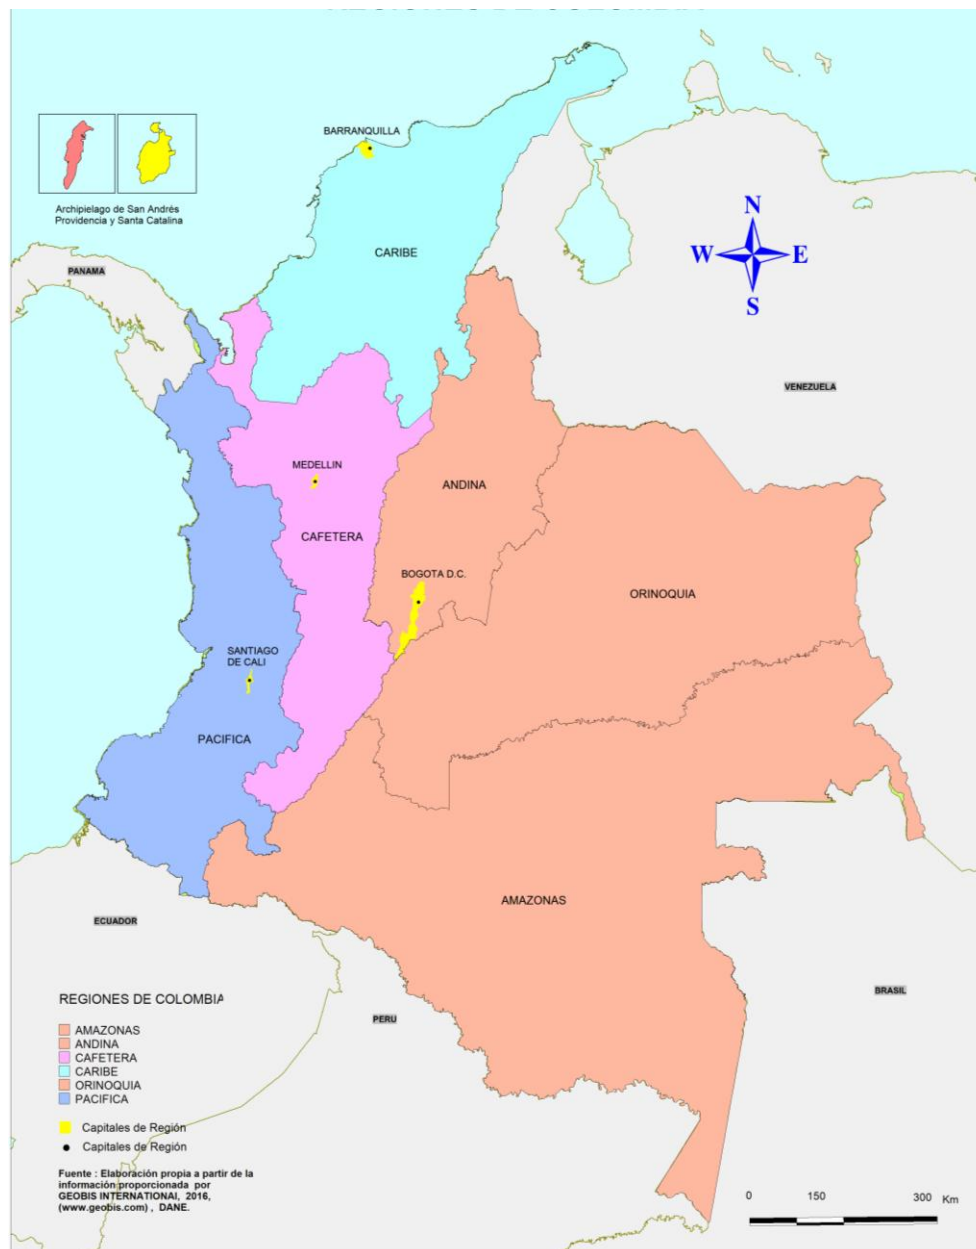 REGIONES DE COLOMBIA
BARRANQUILLA
Archipielago de San Andrés
Providencia y Santa Catalina
CARIBE
N
W
E
S
PANAMA
VENEZUELA
MEDELLIN
ANDINA
CAFETERA
BOGOTA D.C.
ORINOQUIA
SANTIAGO
DE CALI
PACIFICA
AMAZONAS
ECUADOR
BRASIL
PERU
REGIONES DE COLOMBIA
AMAZONAS
ANDINA
CAFETERA
CARIBE
ORINOQUIA
PACIFICA
Capitales de Región
Capitales de Región
Fuente : Elaboración propia a partir de la
información proporcionada por
GEOBIS INTERNATIONAl, 2016,
(www.geobis.com) , DANE.
0 150 300 Km